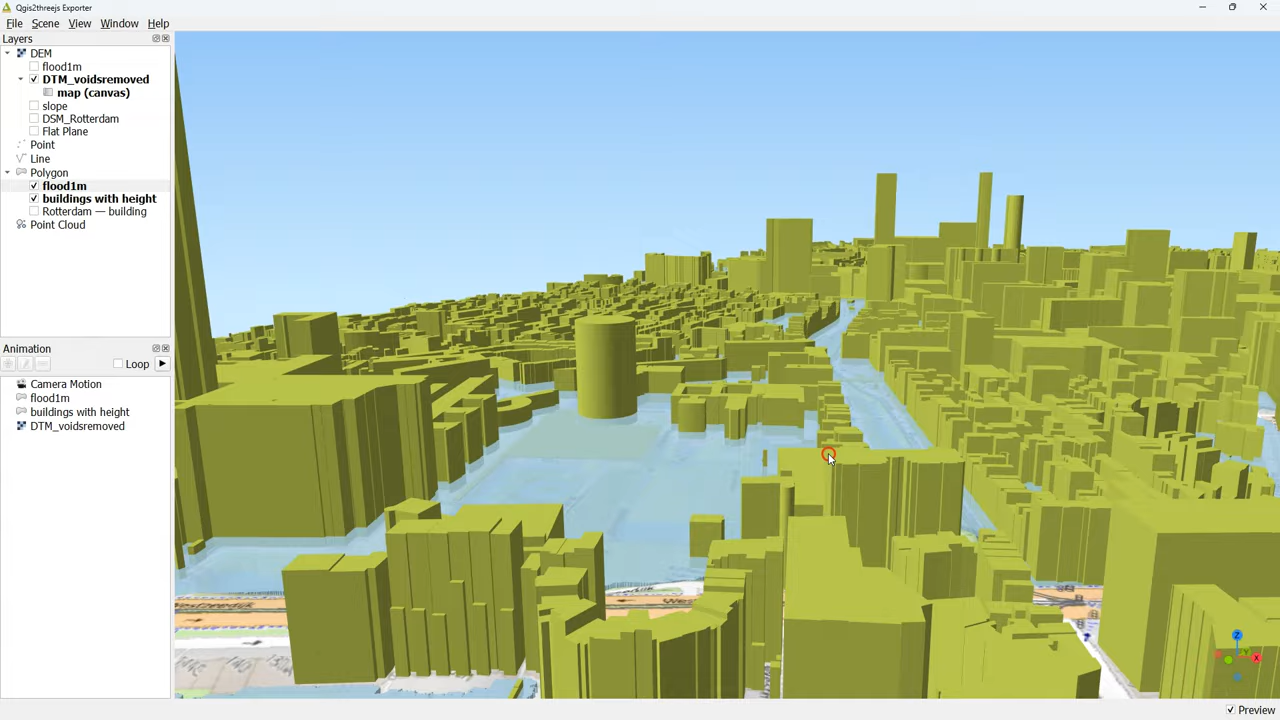 Qgis2threejs Exporter
File Scene View Window Help
Layers
DEM
flood1m
DTM_voidsremoved
map (canvas)
slope
DSM_Rotterdam
Flat Plane
Point
Line
Polygon
flood1m
buildings with height
Rotterdam — building
Point Cloud
Animation
Loop
Camera Motion
flood1m
buildings with height
DTM_voidsremoved
Z
Y
X
Preview